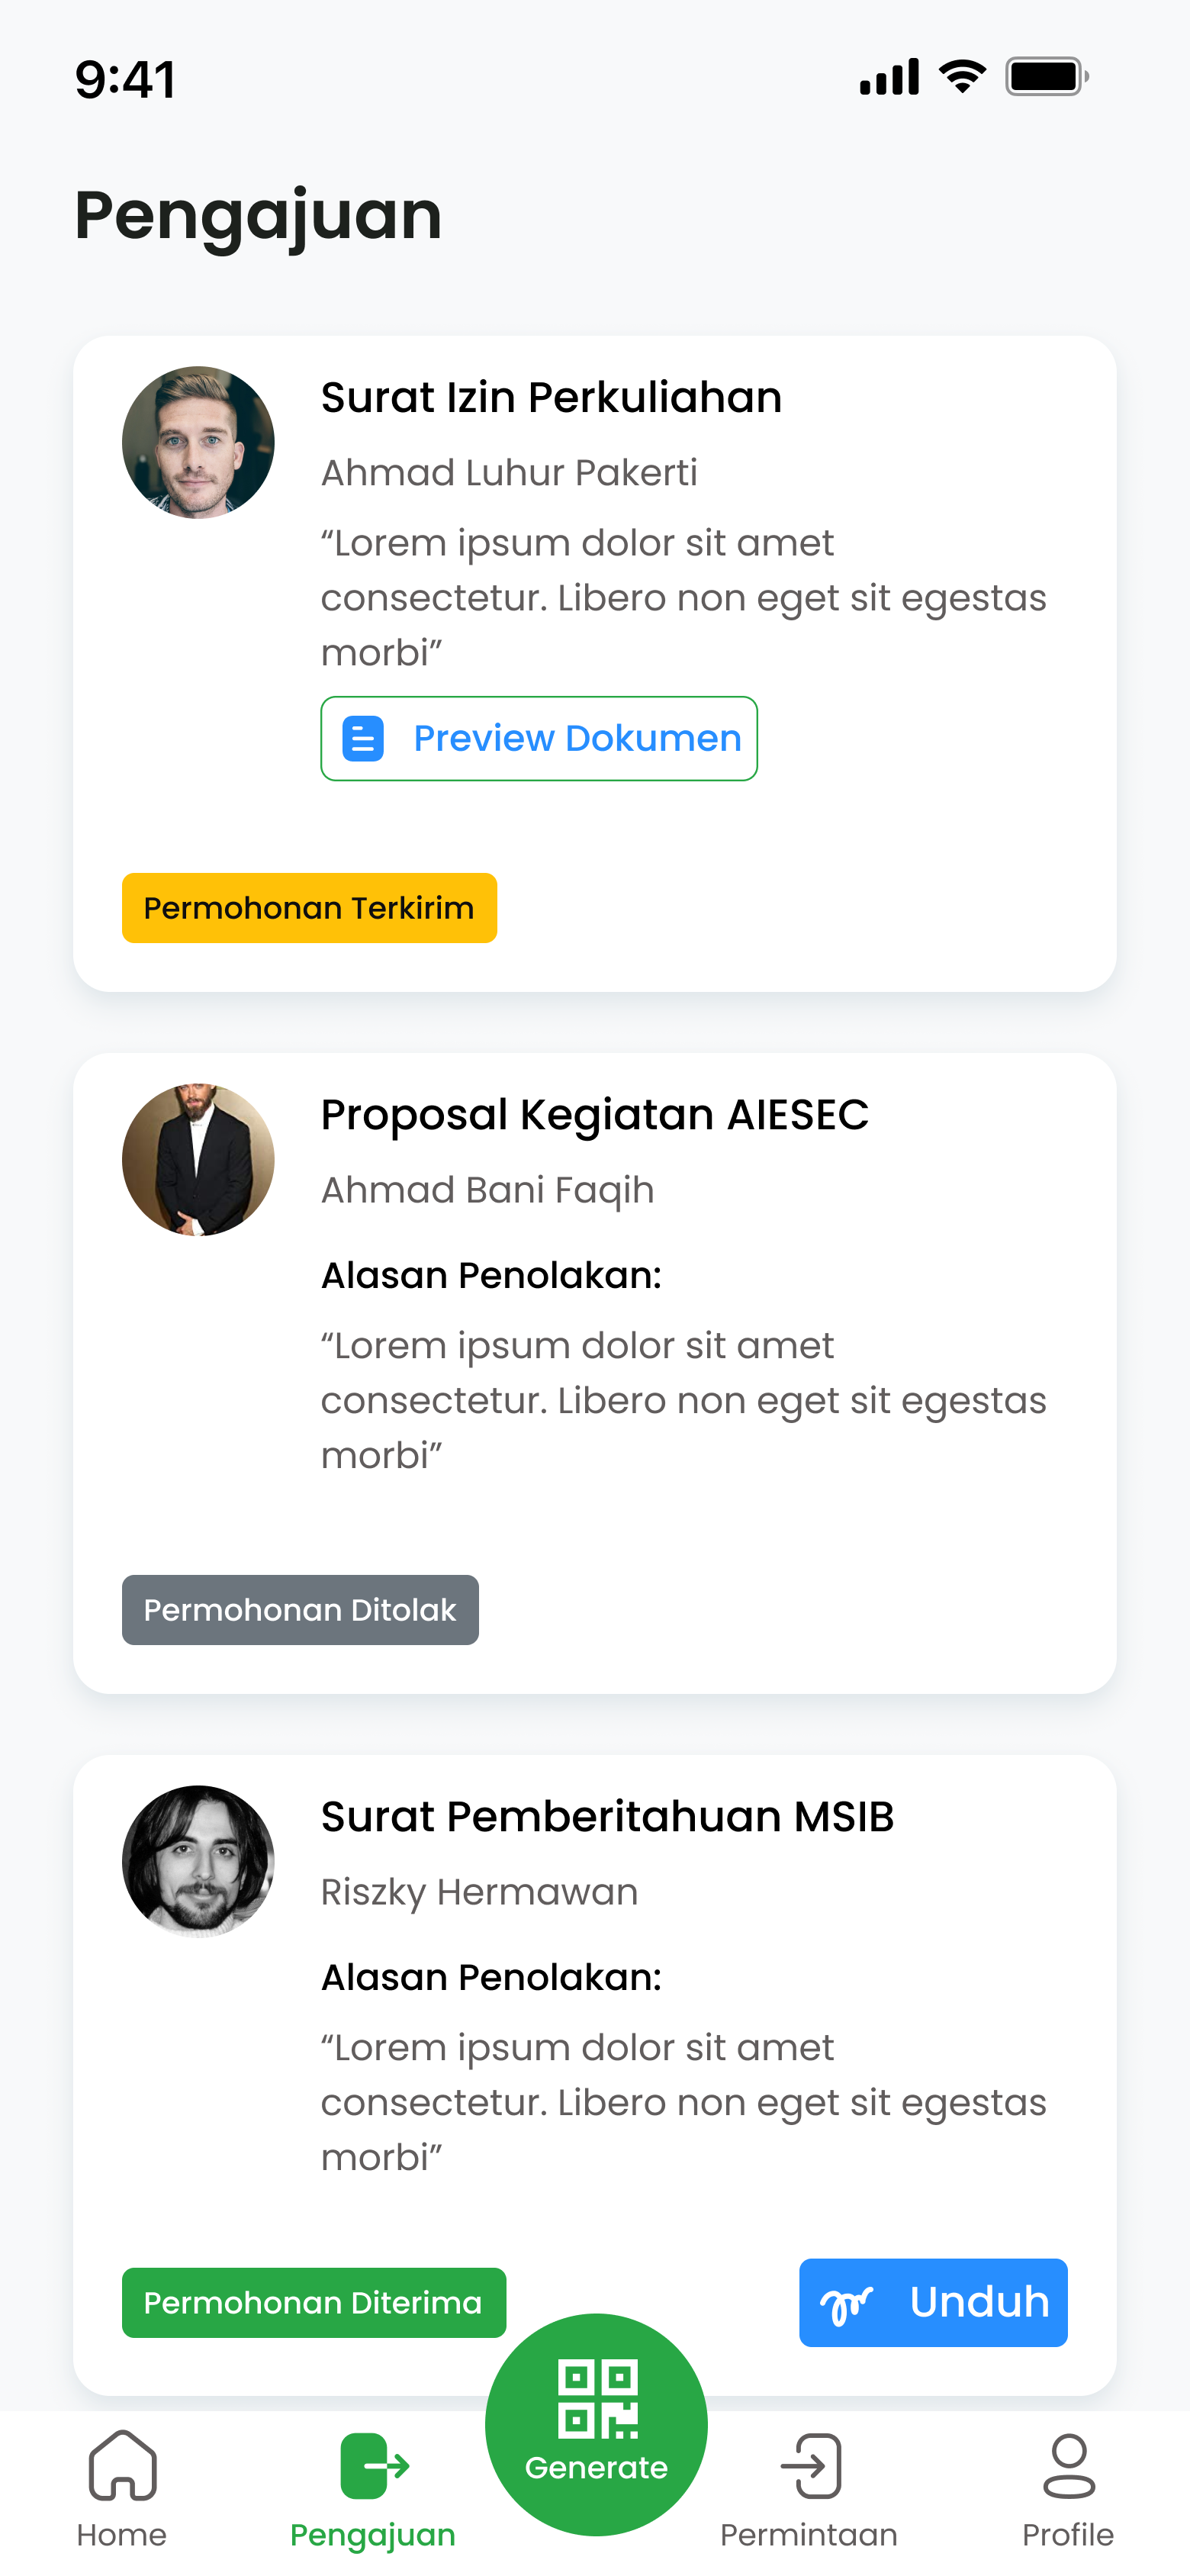 9:41
Pengajuan
Surat Izin Perkuliahan
Ahmad Luhur Pakerti
“Lorem ipsum dolor sit amet
consectetur. Libero non eget sit egestas
morbi”
Preview Dokumen
Permohonan Terkirim
Proposal Kegiatan AIESEC
Ahmad Bani Faqih
Alasan Penolakan:
“Lorem ipsum dolor sit amet
consectetur. Libero non eget sit egestas
morbi”
Permohonan Ditolak
Surat Pemberitahuan MSIB
Riszky Hermawan
Alasan Penolakan:
“Lorem ipsum dolor sit amet
consectetur. Libero non eget sit egestas
morbi”
Permohonan Diterima
Unduh
Generate
Home
Pengajuan
Permintaan
Profile